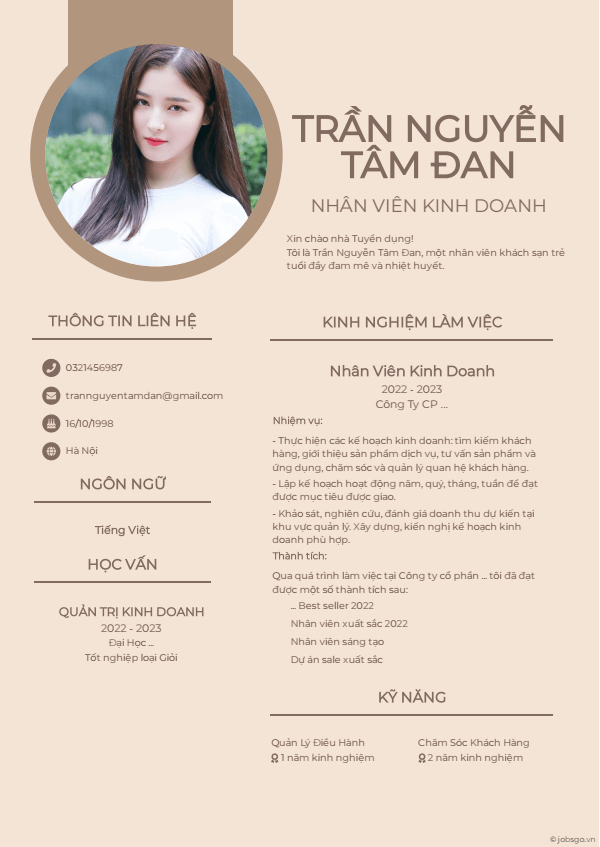 TRẦN NGUYỄN
TÂM ĐAN
NHÂN VIÊN KINH DOANH
Xin chào nhà Tuyển dụng!
Tôi là Trần Nguyễn Tâm Đan, một nhân viên khách sạn trẻ
tuổi đầy đam mê và nhiệt huyết.
THÔNG TIN LIÊN HỆ
0321456987
trannguyentamdan@gmail.com
16/10/1998
Hà Nội
NGÔN NGỮ
Tiếng Việt
HỌC VẤN
QUẢN TRỊ KINH DOANH
2022 - 2023
Đại Học ...
Tốt nghiệp loại Giỏi
KINH NGHIỆM LÀM VIỆC
Nhân Viên Kinh Doanh
2022 - 2023
Công Ty CP ...
Nhiệm vụ:
- Thực hiện các kế hoạch kinh doanh: tìm kiếm khách
hàng, giới thiệu sản phẩm dịch vụ, tư vấn sản phẩm và
ứng dụng, chăm sóc và quản lý quan hệ khách hàng.
- Lập kế hoạch hoạt động năm, quý, tháng, tuần để đạt
được mục tiêu được giao.
- Khảo sát, nghiên cứu, đánh giá doanh thu dự kiến tại
khu vực quản lý. Xây dựng, kiến nghị kế hoạch kinh
doanh phù hợp.
Thành tích:
Qua quá trình làm việc tại Công ty cổ phần ... tôi đã đạt
được một số thành tích sau:
... Best seller 2022
Nhân viên xuất sắc 2022
Nhân viên sáng tạo
Dự án sale xuất sắc
KỸ NĂNG
Quản Lý Điều Hành
1 năm kinh nghiệm
Chăm Sóc Khách Hàng
2 năm kinh nghiệm
© jobsgo.vn